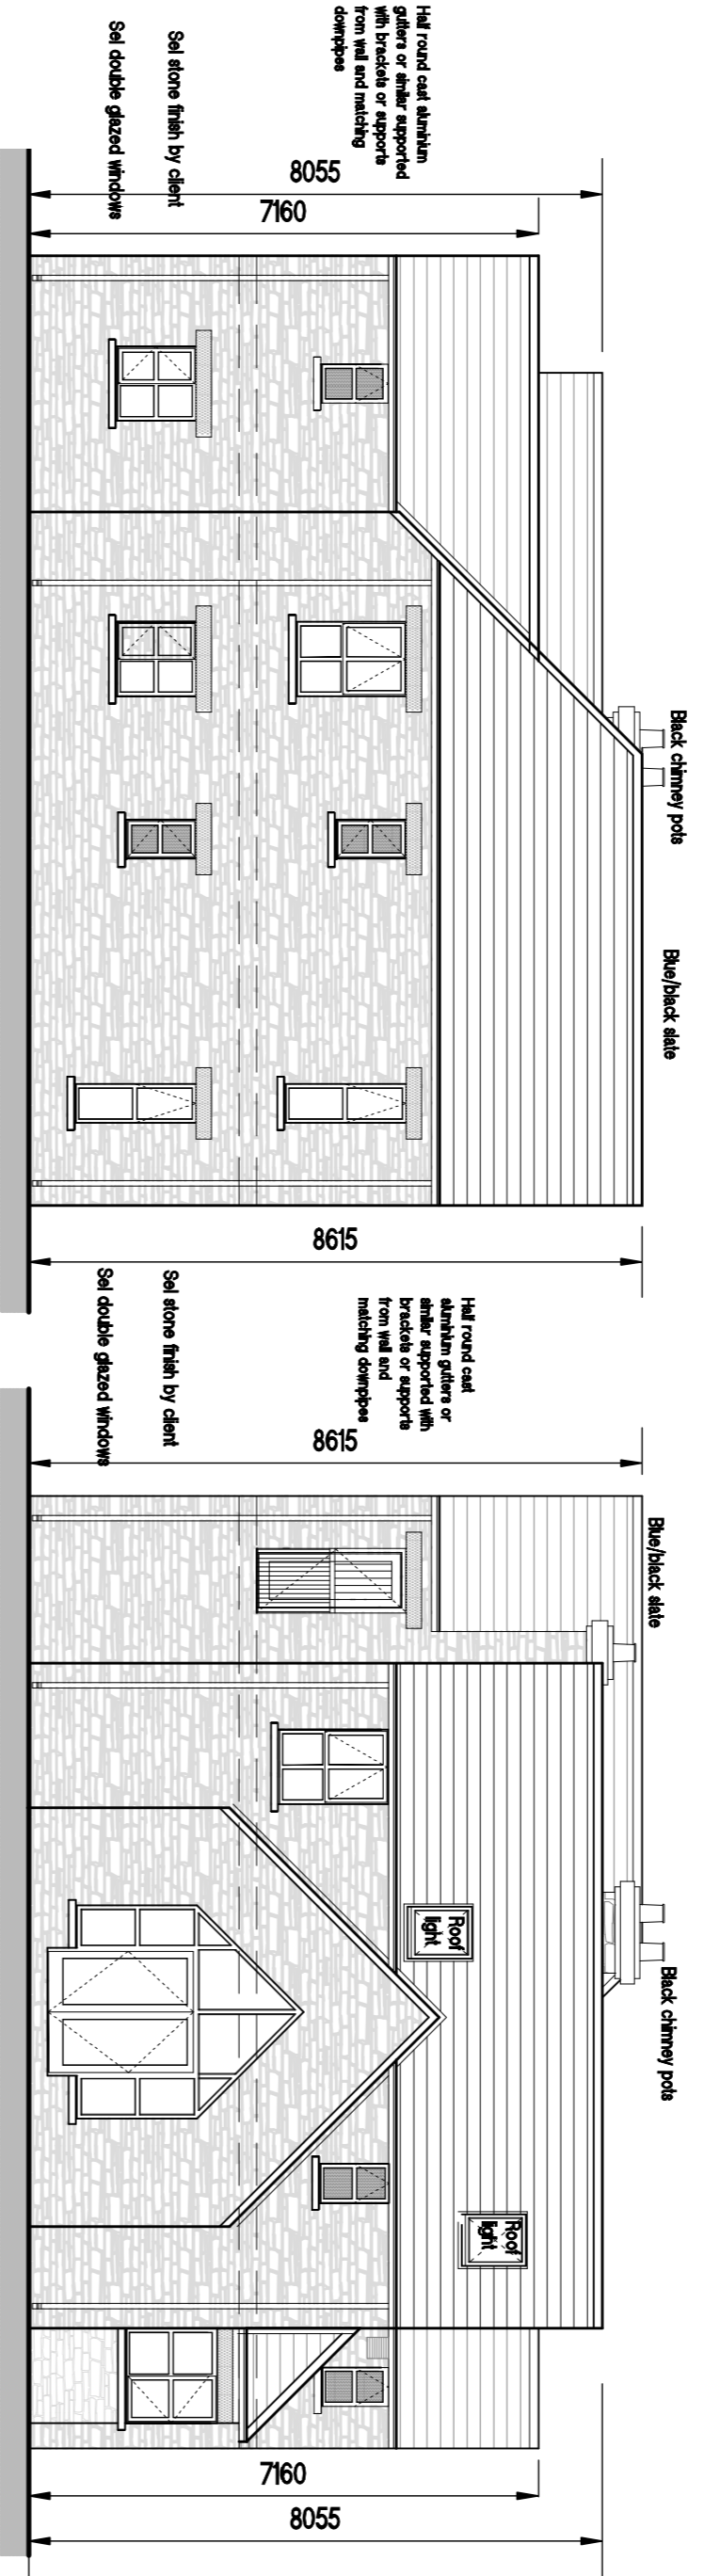 Half round cast aluminium
gutters or similar supported
with brackets or supports
from wall and matching
downpipes
Sel stone finish by client
Sel double glazed windows
8055
7160
Black chimney pots
Blue/black slate
8615
Half round cast
aluminium gutters or
similar supported with
brackets or supports
from wall and
matching downpipes
Sel stone finish by client
Sel double glazed windows
8615
Blue/black slate
Black chimney pots
Roof
light
Roof
light
7160
8055